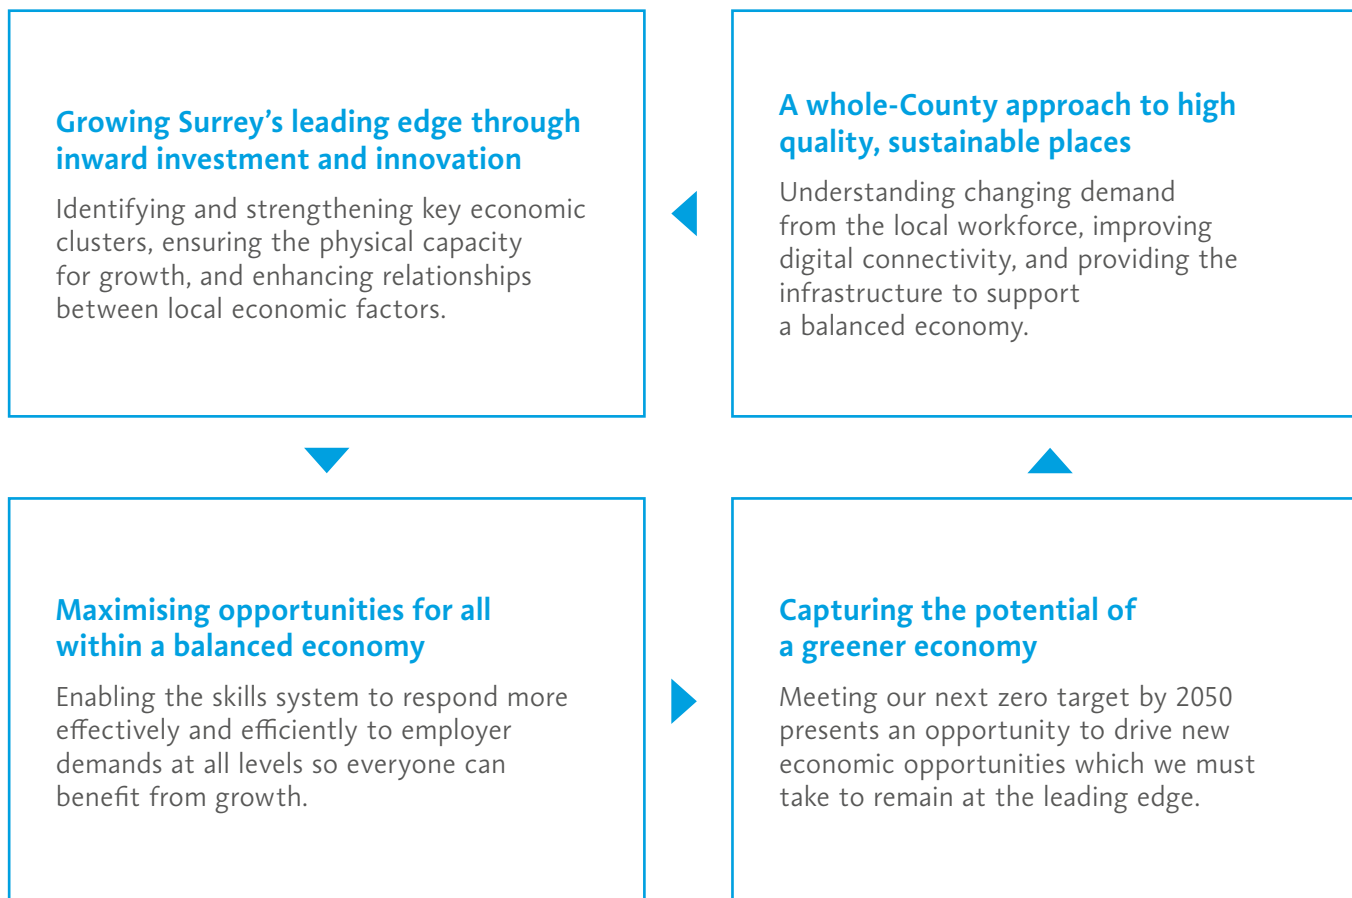 Growing Surrey’s leading edge through
inward investment and innovation
Identifying and strengthening key economic
clusters, ensuring the physical capacity
for growth, and enhancing relationships
between local economic factors.
A whole-County approach to high
quality, sustainable places
Understanding changing demand
from the local workforce, improving
digital connectivity, and providing the
infrastructure to support
a balanced economy.
Maximising opportunities for all
within a balanced economy
Enabling the skills system to respond more
effectively and efficiently to employer
demands at all levels so everyone can
benefit from growth.
Capturing the potential of
a greener economy
Meeting our next zero target by 2050
presents an opportunity to drive new
economic opportunities which we must
take to remain at the leading edge.